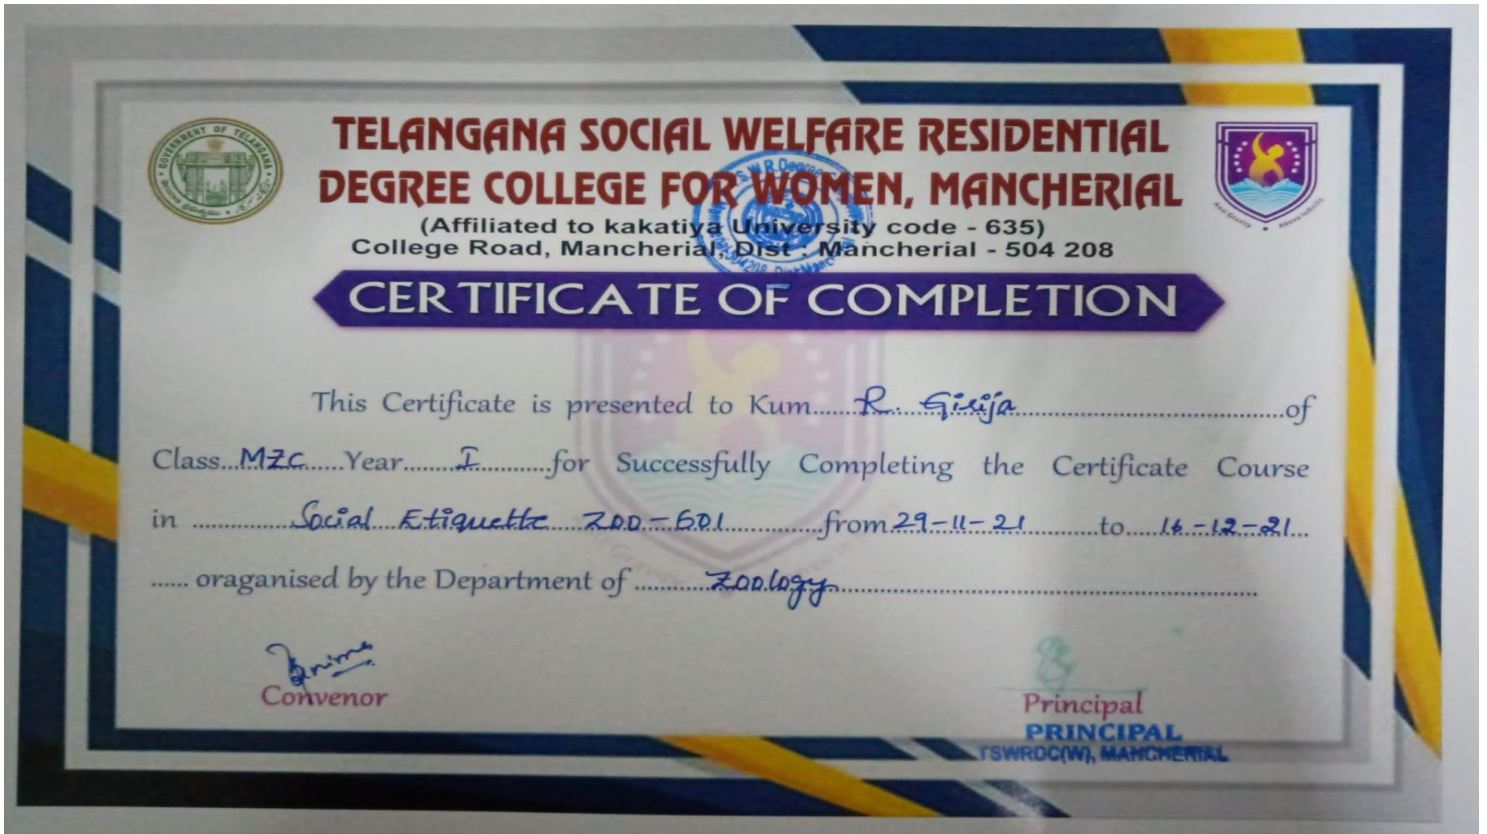 GOVERNMENT OF TELANGANA
TELANGANA SOCIAL WELFARE RESIDENTIAL
DEGREE COLLEGE FOR WOMEN, MANCHERIAL
(Affiliated to kakatiya University code - 635)
College Road, Mancherial, Dist : Mancherial - 504 208
CERTIFICATE OF COMPLETION
This Certificate is presented to Kum...... R. Girija ......of
Class...MZC......Year........I..........for Successfully Completing the Certificate Course
in ............Social Etiquette ZOO-601............from 29-11-21 ........to.....16-12-21...
...... oraganised by the Department of ..........Zoology..........
Convenor
Principal
PRINCIPAL
TSWRDC(W), MANCHERIAL